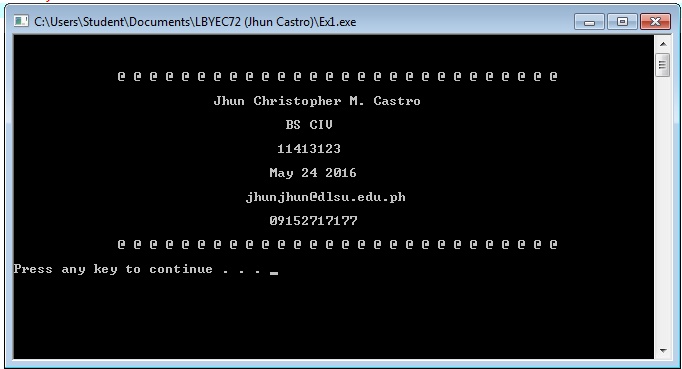 C:\Users\Student\Documents\LBYEC72 (Jhun Castro)\Ex1.exe
@ @ @ @ @ @ @ @ @ @ @ @ @ @ @ @ @ @ @ @ @ @ @ @ @ @ @ @
Jhun Christopher M. Castro
BS CIV
11413123
May 24 2016
jhunjhun@dlsu.edu.ph
09152717177
@ @ @ @ @ @ @ @ @ @ @ @ @ @ @ @ @ @ @ @ @ @ @ @ @ @ @ @
Press any key to continue . . . _